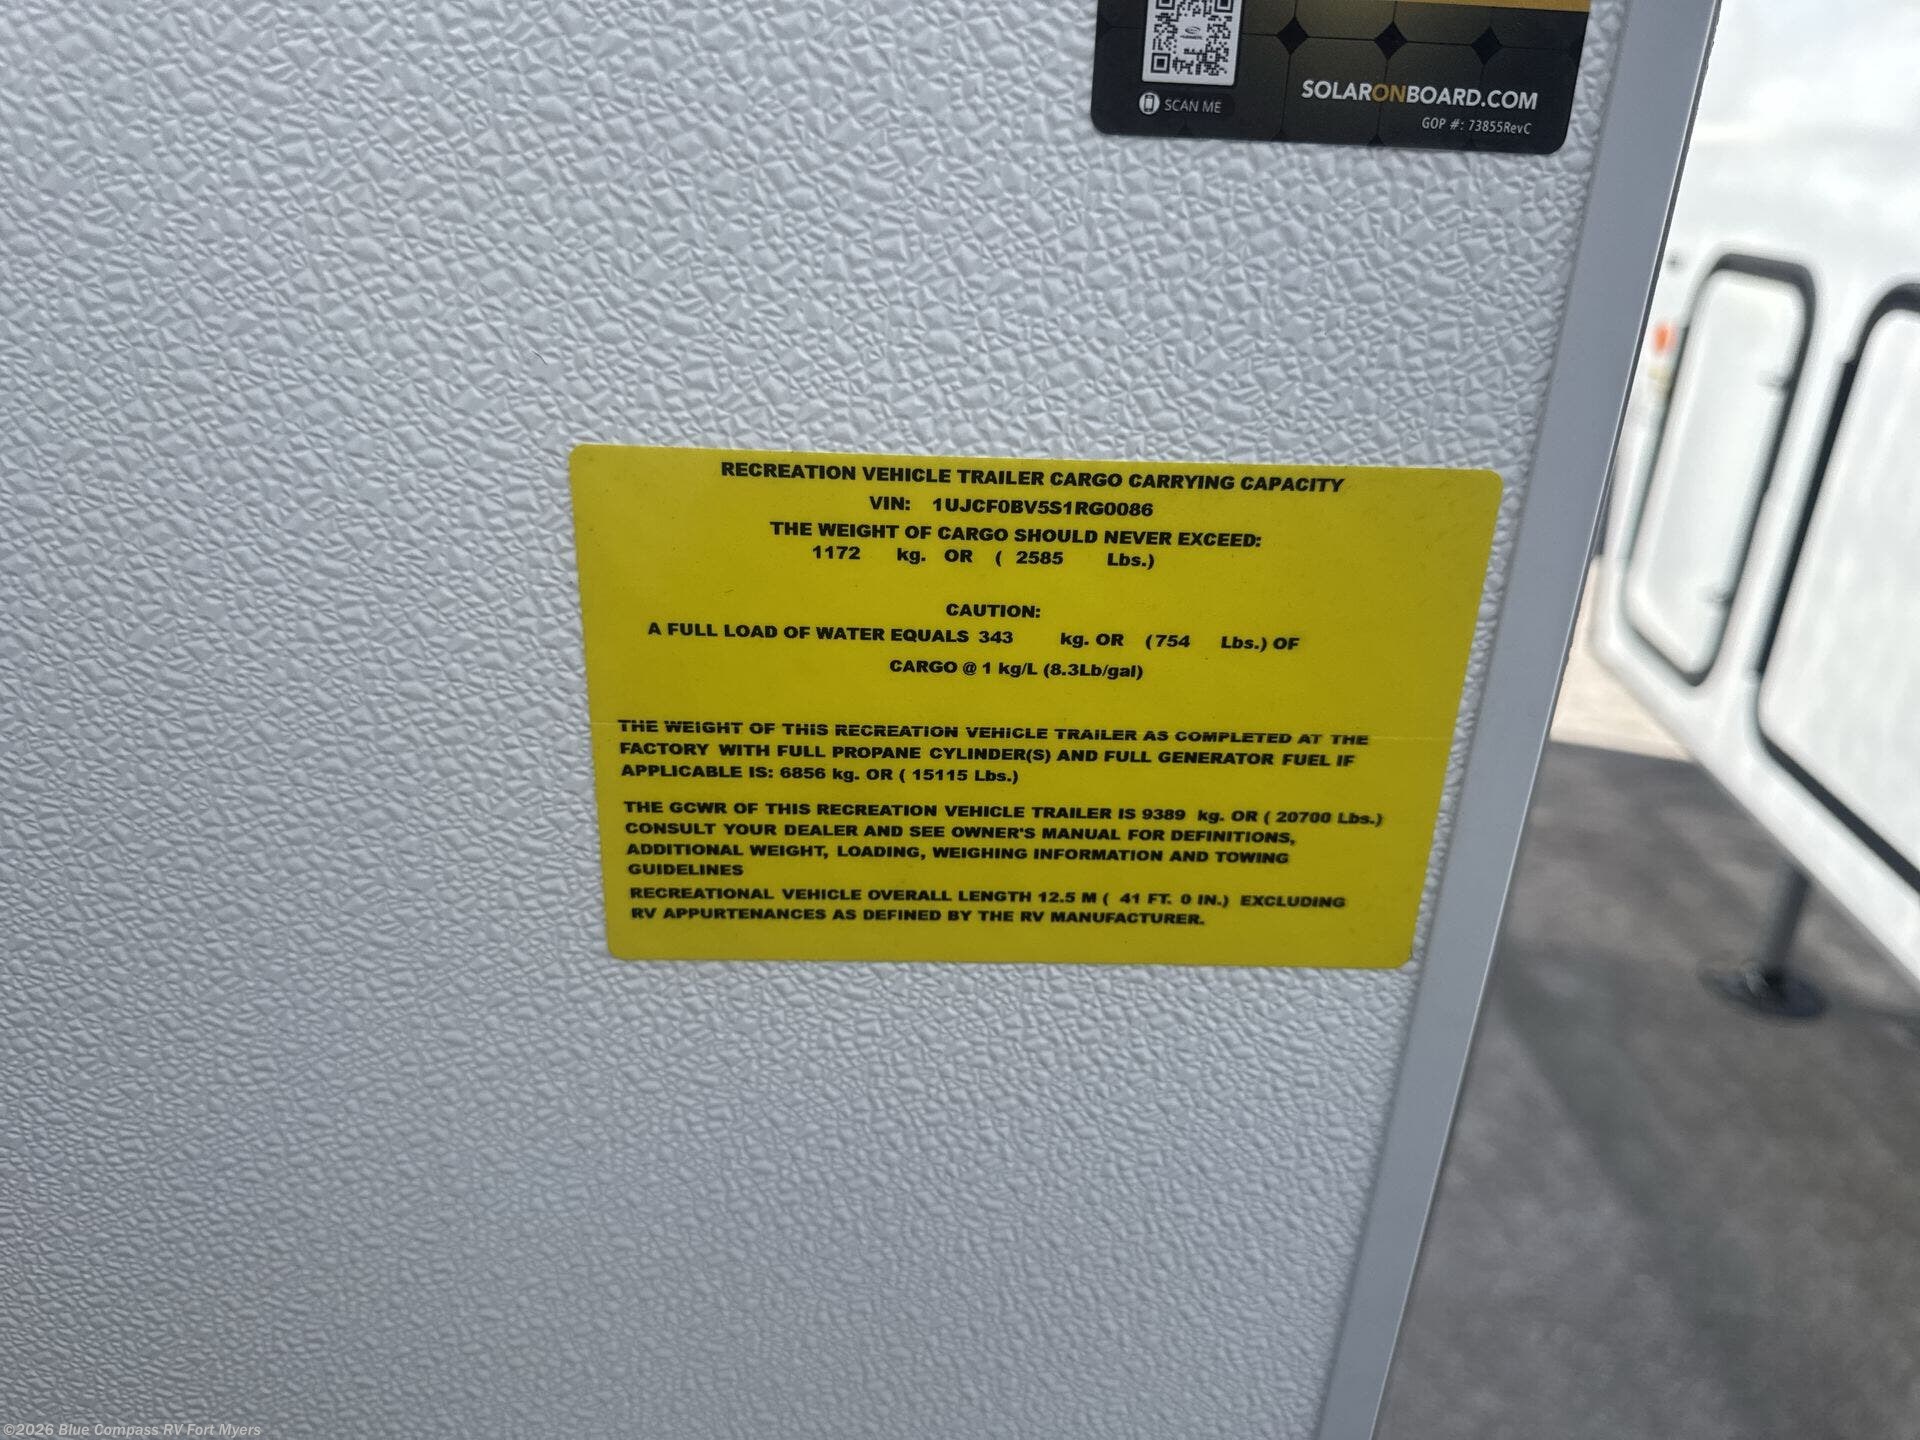 SCAN ME
SOLARONBOARD.COM
GOP #: 73855RevC
RECREATION VEHICLE TRAILER CARGO CARRYING CAPACITY
VIN: 1UJCF0BV5S1RG0086
THE WEIGHT OF CARGO SHOULD NEVER EXCEED:
1172 kg. OR ( 2585 Lbs.)
CAUTION:
A FULL LOAD OF WATER EQUALS 343 kg. OR (754 Lbs.) OF
CARGO @ 1 kg/L (8.3Lb/gal)
THE WEIGHT OF THIS RECREATION VEHICLE TRAILER AS COMPLETED AT THE
FACTORY WITH FULL PROPANE CYLINDER(S) AND FULL GENERATOR FUEL IF
APPLICABLE IS: 6856 kg. OR ( 15115 Lbs.)
THE GCWR OF THIS RECREATION VEHICLE TRAILER IS 9389 kg. OR ( 20700 Lbs.)
CONSULT YOUR DEALER AND SEE OWNER'S MANUAL FOR DEFINITIONS,
ADDITIONAL WEIGHT, LOADING, WEIGHING INFORMATION AND TOWING
GUIDELINES
RECREATIONAL VEHICLE OVERALL LENGTH 12.5 M ( 41 FT. 0 IN.) EXCLUDING
RV APPURTENANCES AS DEFINED BY THE RV MANUFACTURER.
©2026 Blue Compass RV Fort Myers